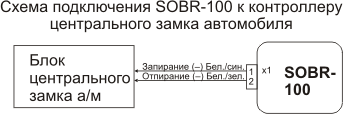 Схема подключения SOBR-100 к контроллеру
центрального замка автомобиля
Блок
центрального
замка а/м
Запирание (–) Бел./син.
Отпирание (–) Бел./зел.
1
2
x1
SOBR-
100